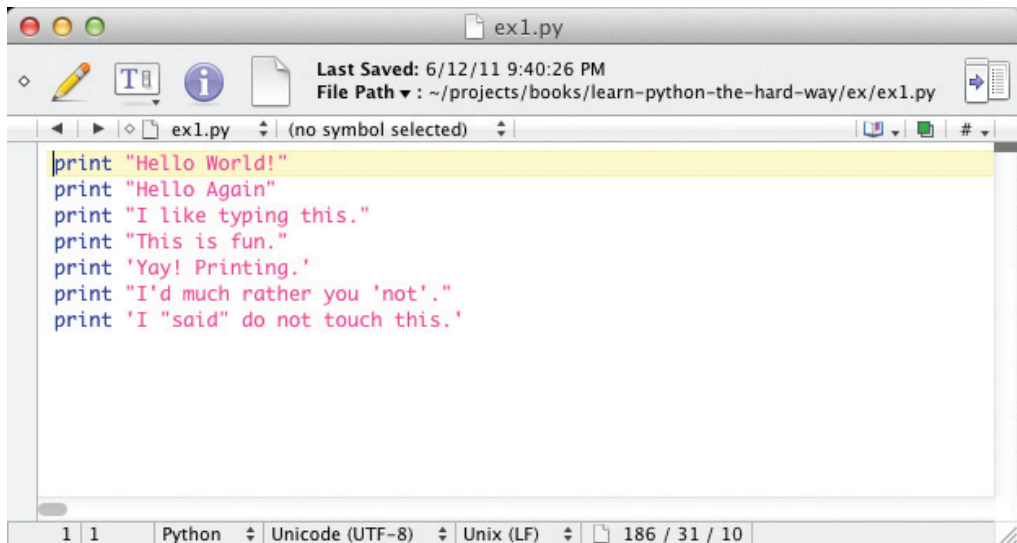 ex1.py
Last Saved: 6/12/11 9:40:26 PM
File Path ▾ : ~/projects/books/learn-python-the-hard-way/ex/ex1.py
ex1.py (no symbol selected) #
print "Hello World!"
print "Hello Again"
print "I like typing this."
print "This is fun."
print 'Yay! Printing.'
print "I'd much rather you 'not'."
print 'I "said" do not touch this.'
1 1 Python Unicode (UTF-8) Unix (LF) 186 / 31 / 10